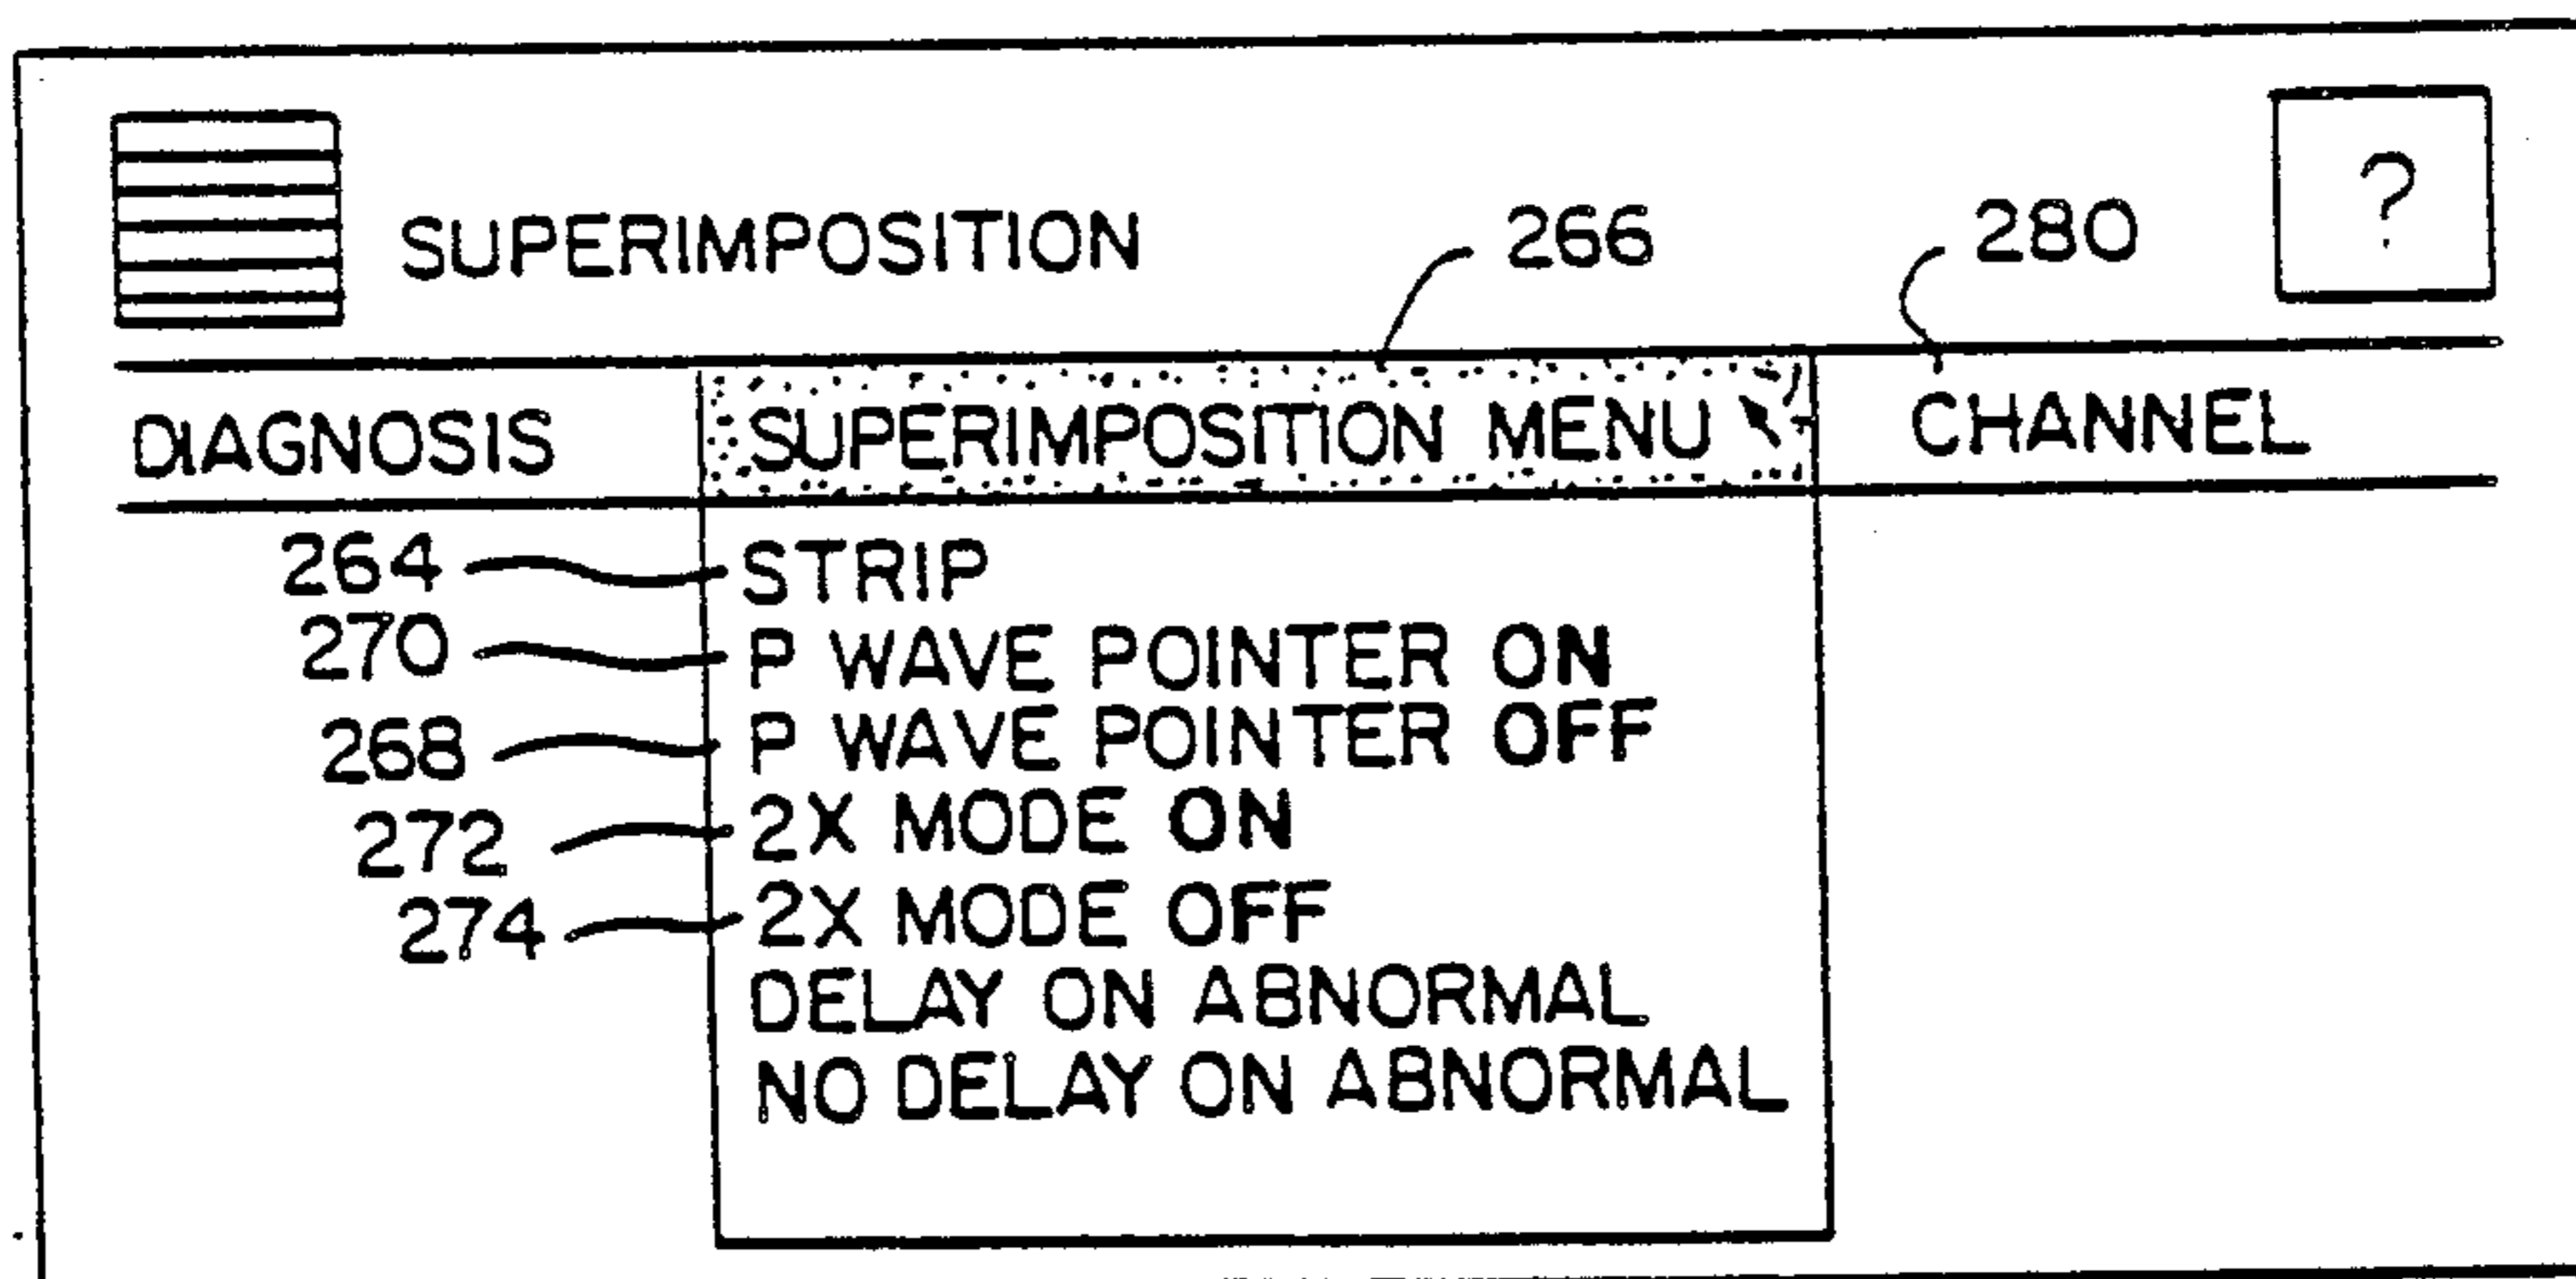 ?
SUPERIMPOSITION 266 280
DIAGNOSIS SUPERIMPOSITION MENU CHANNEL
264 STRIP
270 P WAVE POINTER ON
268 P WAVE POINTER OFF
272 2X MODE ON
274 2X MODE OFF
DELAY ON ABNORMAL
NO DELAY ON ABNORMAL